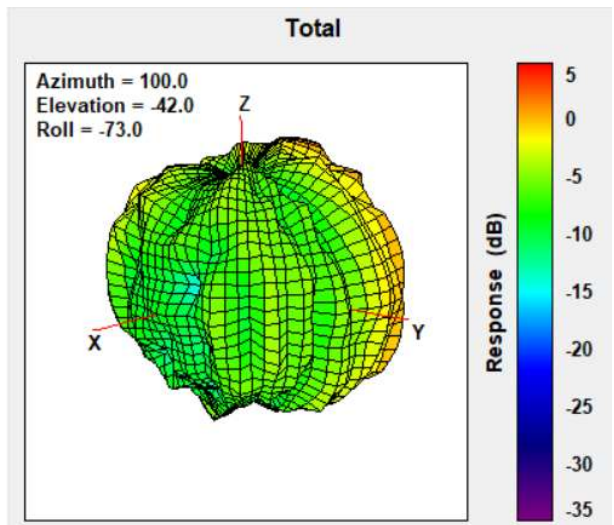 Total
Azimuth = 100.0
Elevation = -42.0
Roll = -73.0
Z
X
Y
Response (dB)
5
0
-5
-10
-15
-20
-25
-30
-35